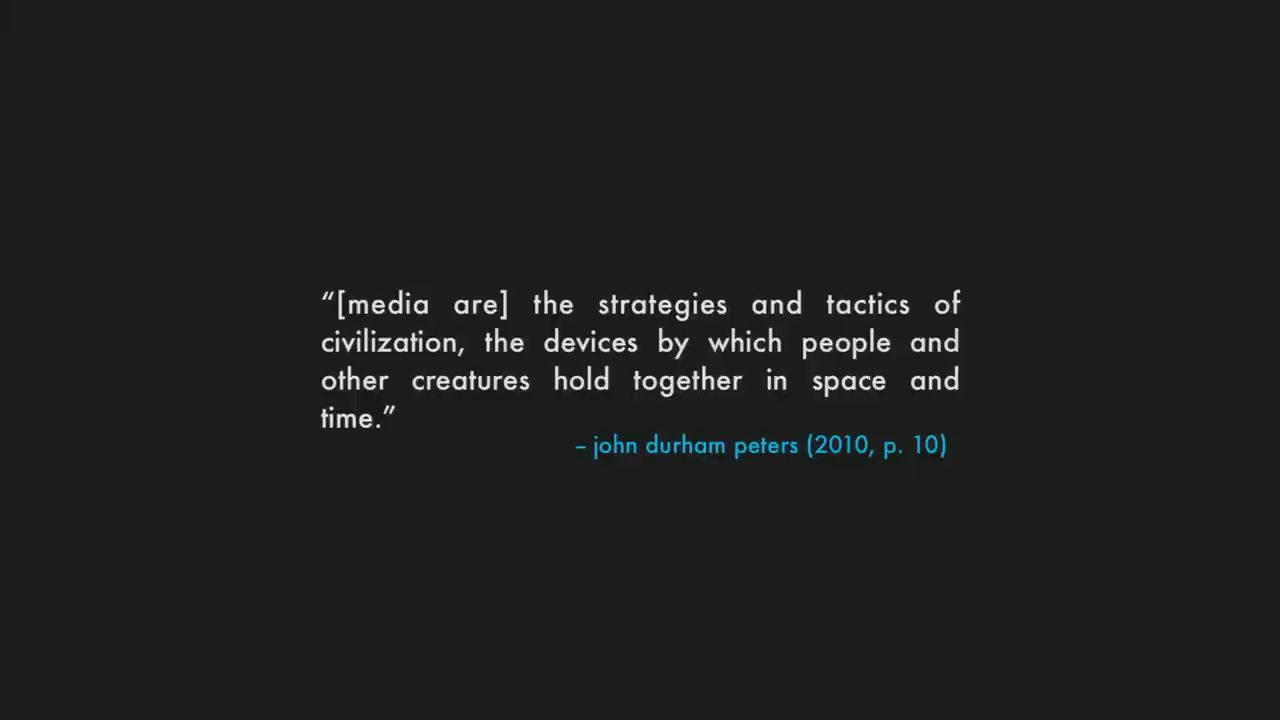 “[media are] the strategies and tactics of
civilization, the devices by which people and
other creatures hold together in space and
time.”
– john durham peters (2010, p. 10)